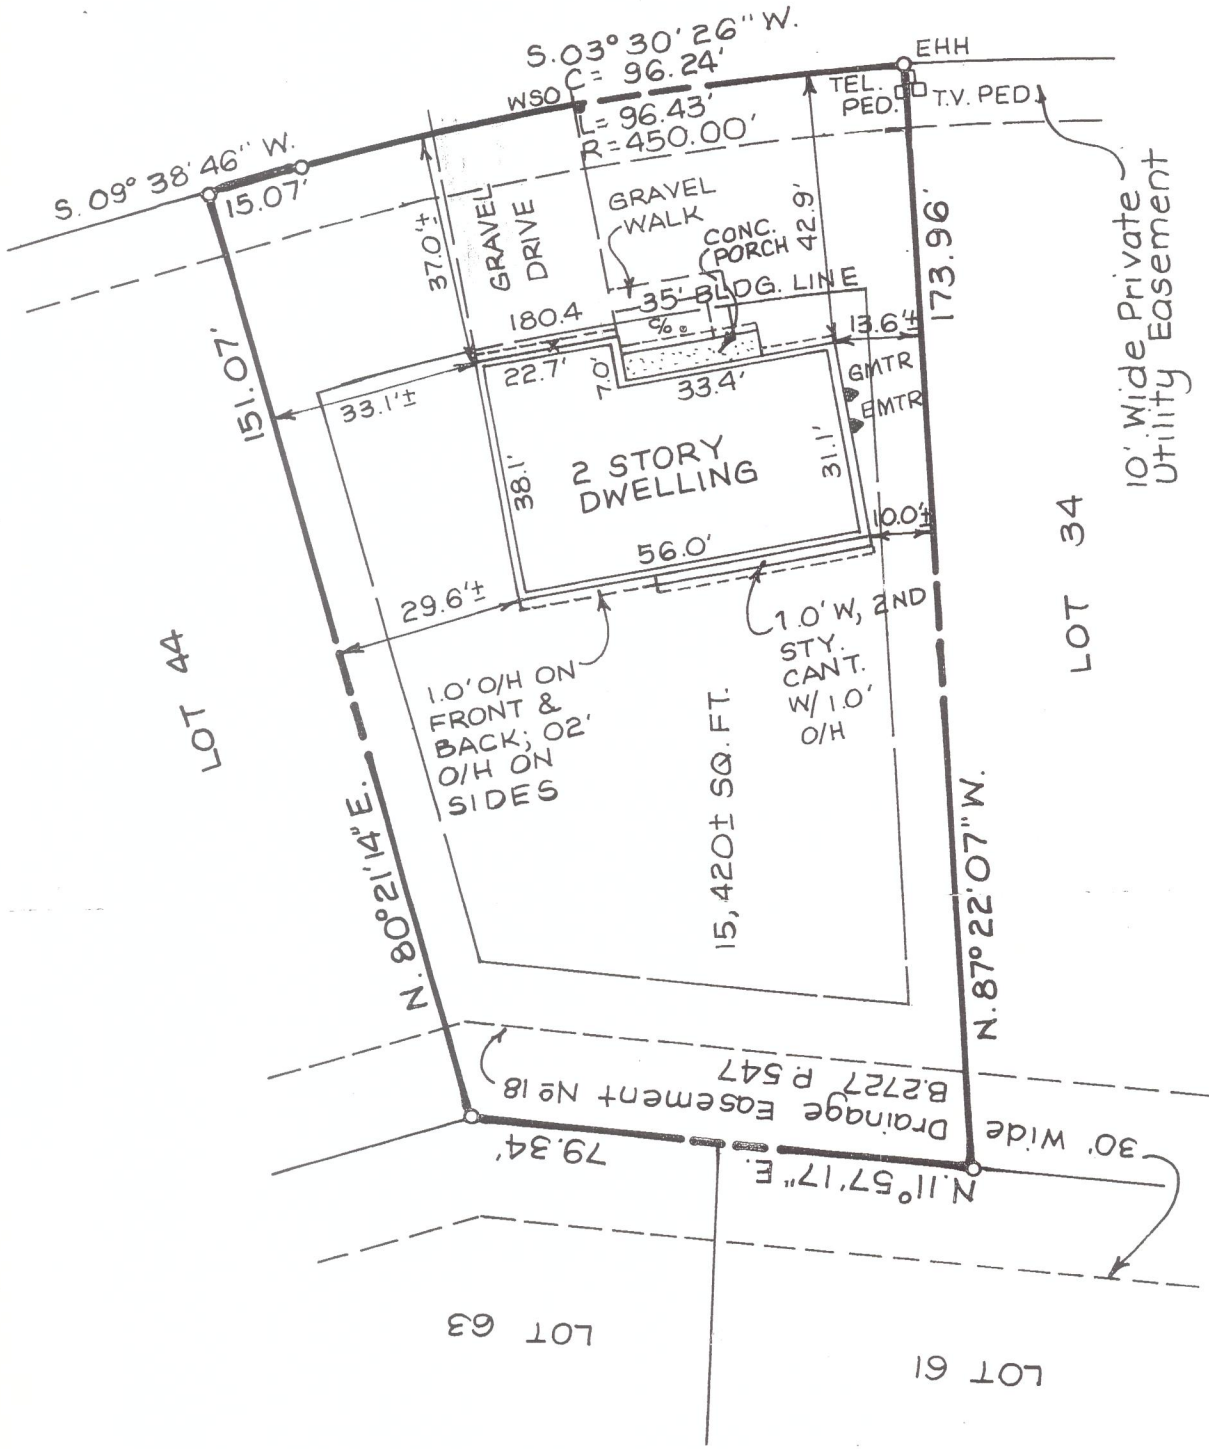 S.03° 30' 26" W.
C= 96.24'
WSO
L= 96.43'
R=450.00'
EHH
TEL.
PED.
T.V. PED.
S. 09° 38' 46" W.
15.07'
10' Wide Private
Utility Easement
37.0'±
GRAVEL
DRIVE
GRAVEL
WALK
CONC.
PORCH
42.9'
173.96'
35' BLDG. LINE
180.4
c/o
13.6'±
22.7'
7.0'
33.4'
GMTR
EMTR
151.07'
33.1'±
38.1'
2 STORY
DWELLING
31.1'
56.0'
10.0'±
29.6'±
LOT 44
LOT 34
1.0' O/H ON
FRONT &
BACK; 02'
O/H ON
SIDES
1.0' W, 2ND
STY.
CANT.
W/ 1.0'
O/H
15,420± SQ. FT.
N. 80°21'14" E.
N. 87° 22' 07" W.
30' Wide
Drainage Easement Nº 18
B.2727 P.547
N. 11° 57' 17" E.
79.34'
LOT 63
LOT 61